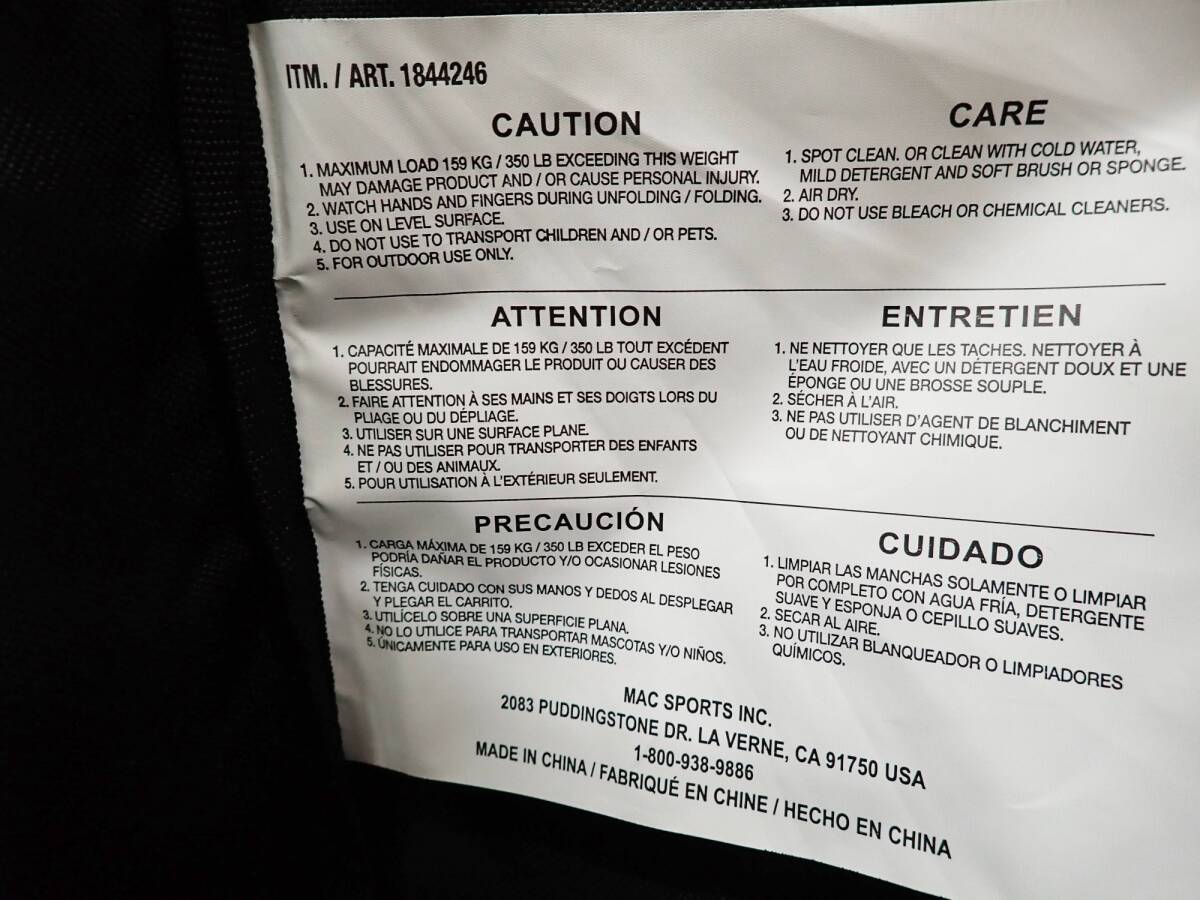 ITM. / ART. 1844246
CAUTION
1. MAXIMUM LOAD 159 KG / 350 LB EXCEEDING THIS WEIGHT
MAY DAMAGE PRODUCT AND / OR CAUSE PERSONAL INJURY.
2. WATCH HANDS AND FINGERS DURING UNFOLDING / FOLDING.
3. USE ON LEVEL SURFACE.
4. DO NOT USE TO TRANSPORT CHILDREN AND / OR PETS.
5. FOR OUTDOOR USE ONLY.
CARE
1. SPOT CLEAN. OR CLEAN WITH COLD WATER,
MILD DETERGENT AND SOFT BRUSH OR SPONGE.
2. AIR DRY.
3. DO NOT USE BLEACH OR CHEMICAL CLEANERS.
ATTENTION
1. CAPACITÉ MAXIMALE DE 159 KG / 350 LB TOUT EXCÉDENT
POURRAIT ENDOMMAGER LE PRODUIT OU CAUSER DES
BLESSURES.
2. FAIRE ATTENTION À SES MAINS ET SES DOIGTS LORS DU
PLIAGE OU DU DÉPLIAGE.
3. UTILISER SUR UNE SURFACE PLANE.
4. NE PAS UTILISER POUR TRANSPORTER DES ENFANTS
ET / OU DES ANIMAUX.
5. POUR UTILISATION À L'EXTÉRIEUR SEULEMENT.
ENTRETIEN
1. NE NETTOYER QUE LES TACHES. NETTOYER À
L'EAU FROIDE, AVEC UN DÉTERGENT DOUX ET UNE
ÉPONGE OU UNE BROSSE SOUPLE.
2. SÉCHER À L'AIR.
3. NE PAS UTILISER D'AGENT DE BLANCHIMENT
OU DE NETTOYANT CHIMIQUE.
PRECAUCIÓN
1. CARGA MÁXIMA DE 159 KG / 350 LB EXCEDER EL PESO
PODRÍA DAÑAR EL PRODUCTO Y/O OCASIONAR LESIONES
FÍSICAS.
2. TENGA CUIDADO CON SUS MANOS Y DEDOS AL DESPLEGAR
Y PLEGAR EL CARRITO.
3. UTILÍCELO SOBRE UNA SUPERFICIE PLANA.
4. NO LO UTILICE PARA TRANSPORTAR MASCOTAS Y/O NIÑOS.
5. ÚNICAMENTE PARA USO EN EXTERIORES.
CUIDADO
1. LIMPIAR LAS MANCHAS SOLAMENTE O LIMPIAR
POR COMPLETO CON AGUA FRÍA, DETERGENTE
SUAVE Y ESPONJA O CEPILLO SUAVES.
2. SECAR AL AIRE.
3. NO UTILIZAR BLANQUEADOR O LIMPIADORES
QUÍMICOS.
MAC SPORTS INC.
2083 PUDDINGSTONE DR. LA VERNE, CA 91750 USA
1-800-938-9886
MADE IN CHINA / FABRIQUÉ EN CHINE / HECHO EN CHINA